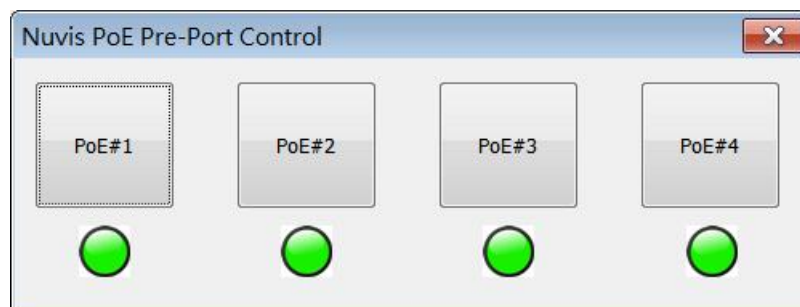 Nuvis PoE Pre-Port Control
PoE#1 PoE#2 PoE#3 PoE#4